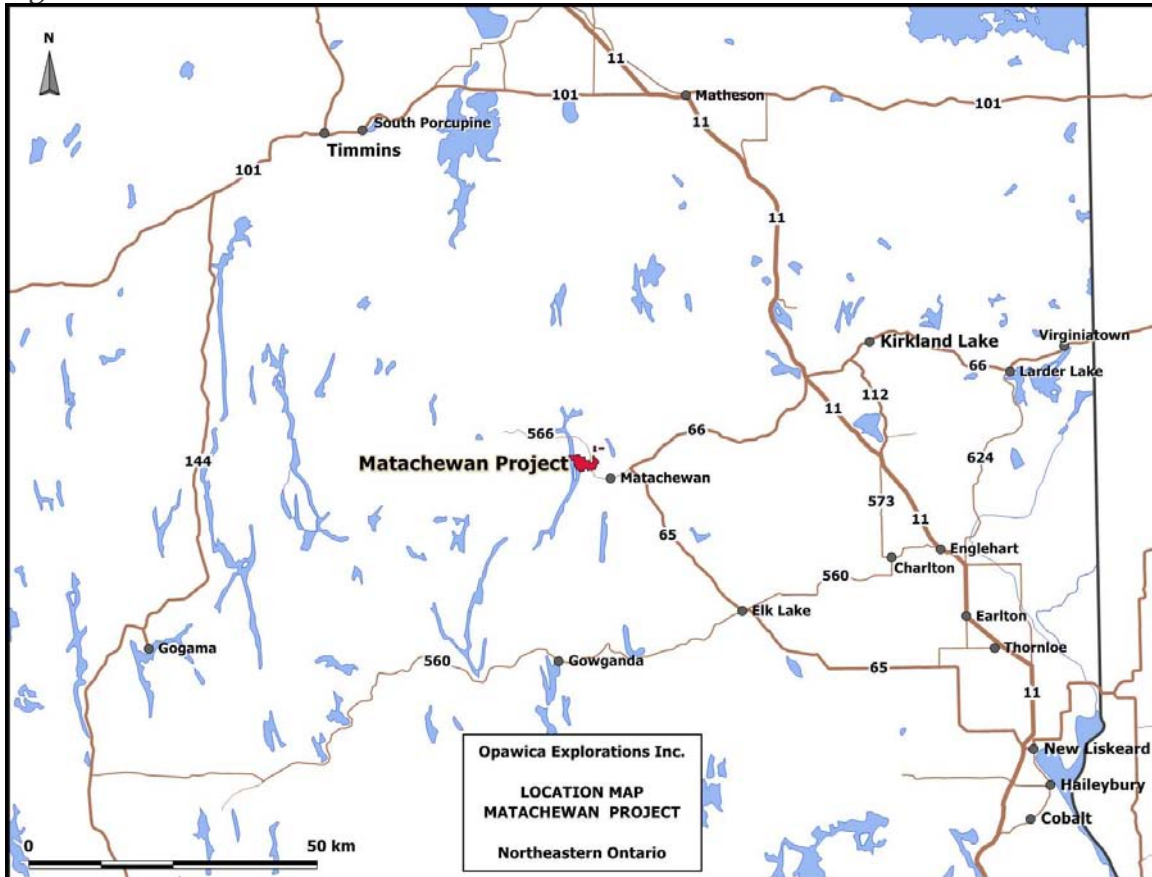 N
11
101
Matheson
101
South Porcupine
Timmins
11
101
11
Kirkland Lake
Virginiatown
66
Larder Lake
112
11
566
66
144
Matachewan Project
624
Matachewan
573
11
65
Englehart
Charlton
560
Elk Lake
Earlton
Gogama
Thornloe
560
Gowganda
65
11
New Liskeard
Haileybury
Cobalt
Opawica Explorations Inc.
LOCATION MAP
MATACHEWAN PROJECT
Northeastern Ontario
0 50 km